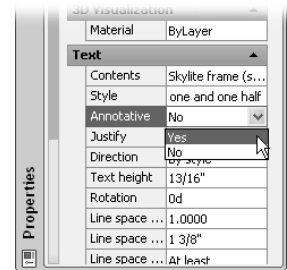 3D Visualization
Material ByLayer
Text
Contents Skylite frame (s...
Style one and one half
Annotative No
Justify Yes
No
Direction By style
Text height 13/16"
Rotation 0d
Line space ... 1.0000
Line space ... 1 3/8"
Line space ... At least
Properties